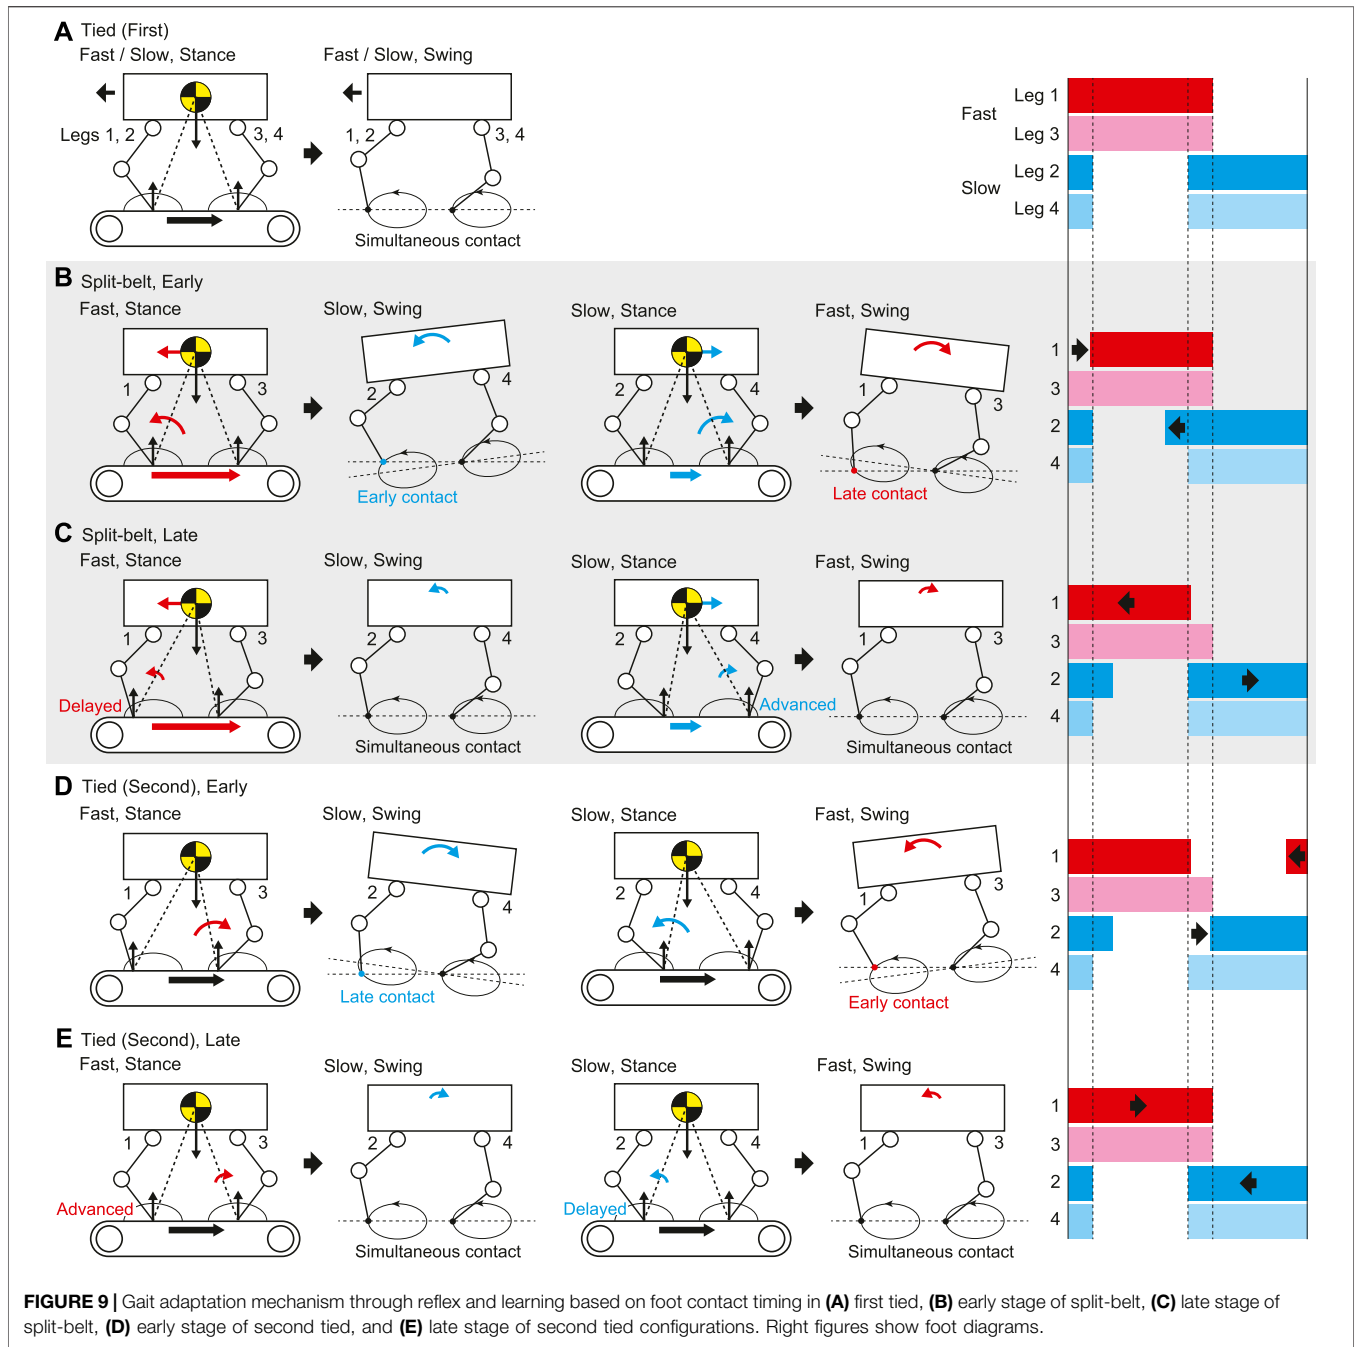 A Tied (First)
Fast / Slow, Stance
Fast / Slow, Swing
Legs 1, 2
3, 4
1, 2
3, 4
Simultaneous contact
Fast
Leg 1
Leg 3
Slow
Leg 2
Leg 4
B Split-belt, Early
Fast, Stance
Slow, Swing
Slow, Stance
Fast, Swing
1
3
2
4
2
4
1
3
Early contact
Late contact
1
3
2
4
C Split-belt, Late
Fast, Stance
Slow, Swing
Slow, Stance
Fast, Swing
1
3
2
4
2
4
1
3
Delayed
Advanced
Simultaneous contact
Simultaneous contact
1
3
2
4
D Tied (Second), Early
Fast, Stance
Slow, Swing
Slow, Stance
Fast, Swing
1
3
2
4
2
4
1
3
Late contact
Early contact
1
3
2
4
E Tied (Second), Late
Fast, Stance
Slow, Swing
Slow, Stance
Fast, Swing
1
3
2
4
2
4
1
3
Advanced
Delayed
Simultaneous contact
Simultaneous contact
1
3
2
4
FIGURE 9 | Gait adaptation mechanism through reflex and learning based on foot contact timing in (A) first tied, (B) early stage of split-belt, (C) late stage of
split-belt, (D) early stage of second tied, and (E) late stage of second tied configurations. Right figures show foot diagrams.